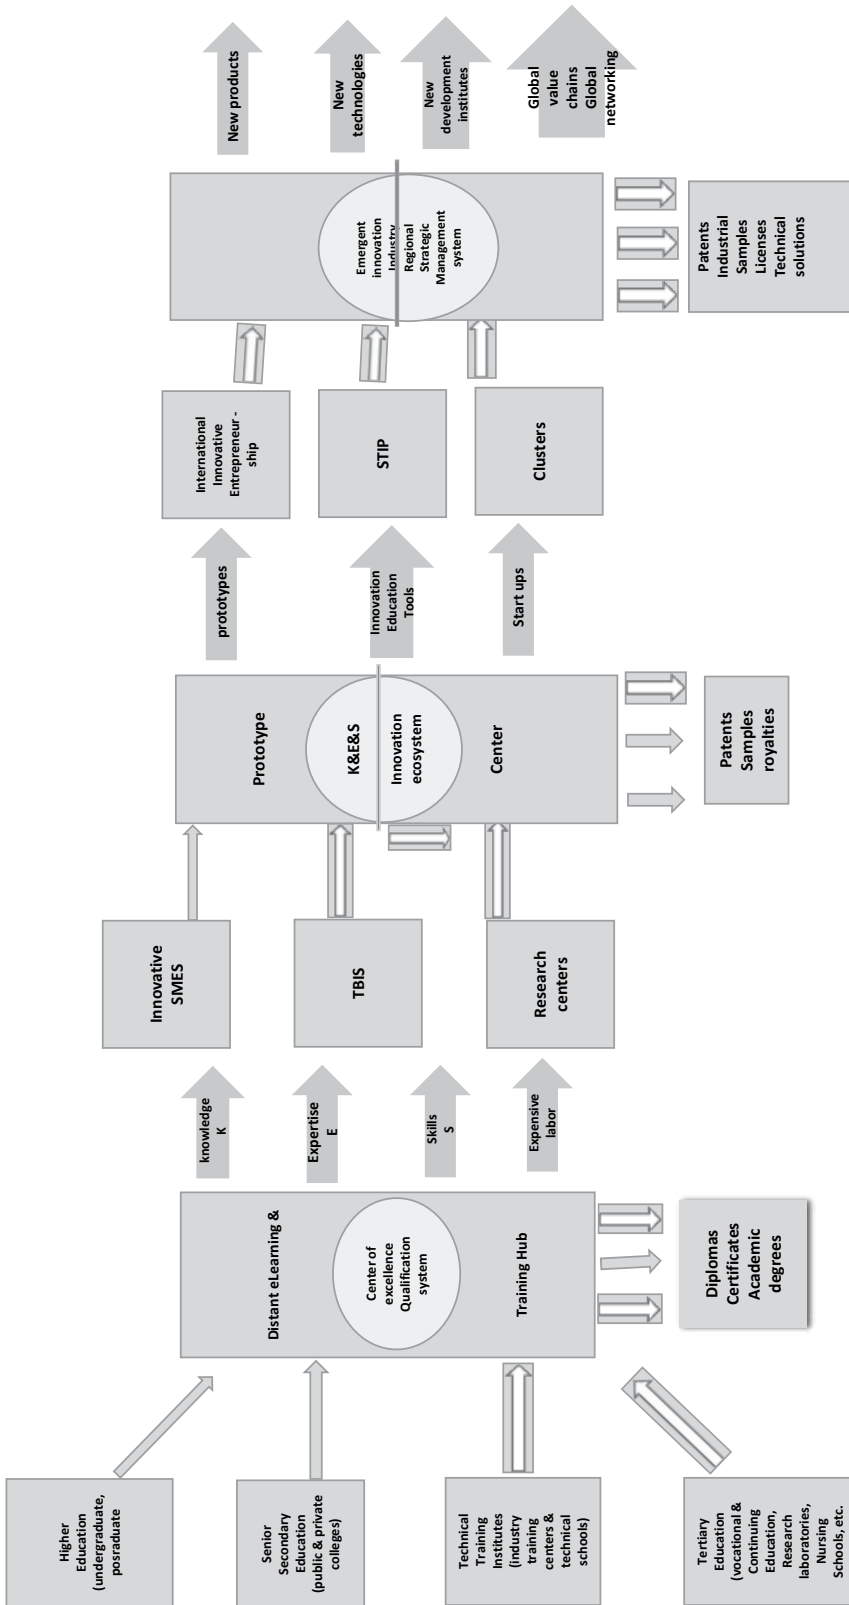 Higher
Education
(undergraduate,
posraduate
Senior
Secondary
Education
(public & private
colleges)
Technical
Training
Institutes
(industry
training
centers &
technical
schools)
Tertiary
Education
(vocational &
Continuing
Education,
Research
laboratories,
Nursing
Schools, etc.
Distant eLearning &
Center of
excellence
Qualification
system
Training Hub
Diplomas
Certificates
Academic
degrees
knowledge
K
Expertise
E
Skills
S
Expensive
labor
Innovative
SMES
TBIS
Research
centers
Prototype
K&E&S
Innovation
ecosystem
Center
Patents
Samples
royalties
prototypes
Innovation
Education
Tools
Start ups
International
Innovative
Entrepreneur -
ship
STIP
Clusters
Emergent
innovation
Industry
Regional
Strategic
Management
system
Patents
Industrial
Samples
Licenses
Technical
solutions
New products
New
technologies
New
development
institutes
Global
value
chains
Global
networking